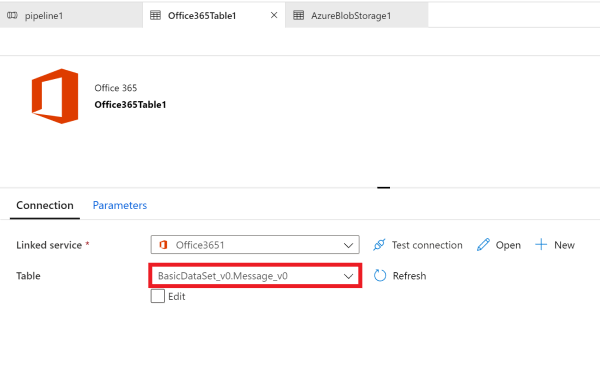 pipeline1
Office365Table1
AzureBlobStorage1
Office 365
Office365Table1
Connection
Parameters
Linked service *
Office3651
Test connection
Open
New
Table
BasicDataSet_v0.Message_v0
Refresh
Edit